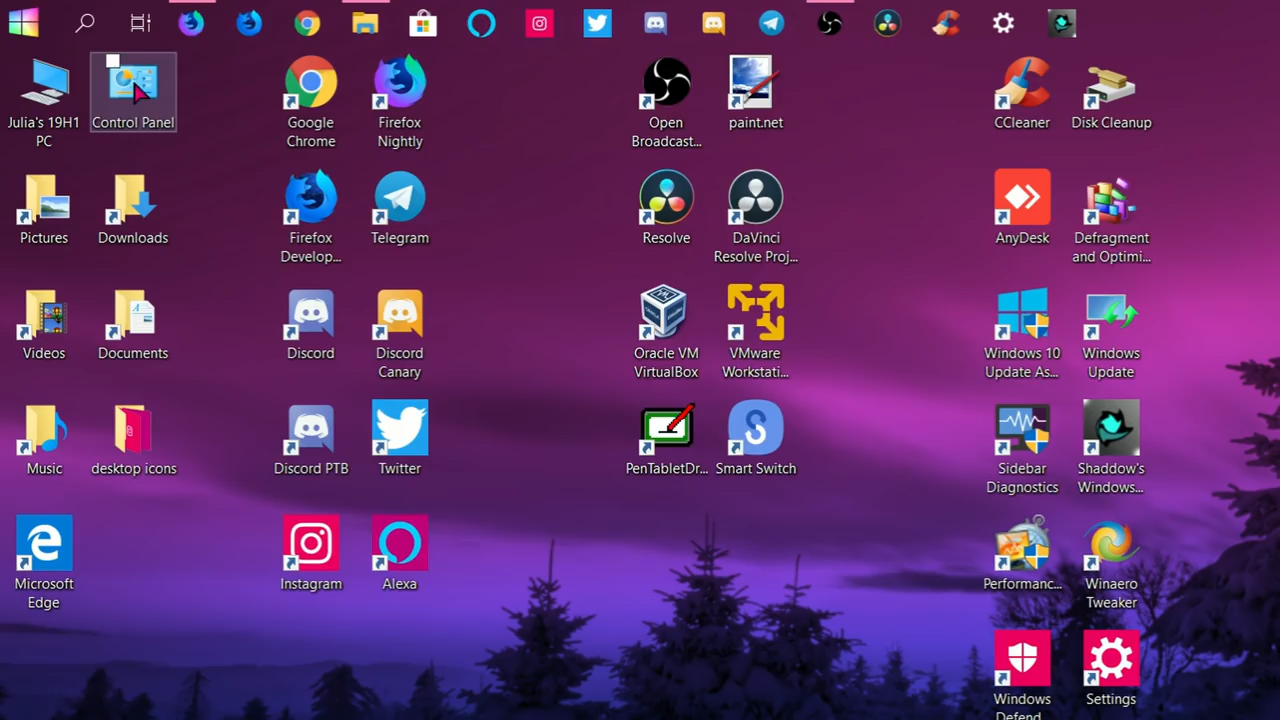 Julia's 19H1
PC
Control Panel
Google
Chrome
Firefox
Nightly
Open
Broadcast...
paint.net
CCleaner
Disk Cleanup
Pictures
Downloads
Firefox
Develop...
Telegram
Resolve
DaVinci
Resolve Proj...
AnyDesk
Defragment
and Optimi...
Videos
Documents
Discord
Discord
Canary
Oracle VM
VirtualBox
VMware
Workstati...
Windows 10
Update As...
Windows
Update
Music
desktop icons
Discord PTB
Twitter
PenTabletDr...
Smart Switch
Sidebar
Diagnostics
Shaddow's
Windows...
Microsoft
Edge
Instagram
Alexa
Performanc...
Winaero
Tweaker
Windows
Defend
Settings